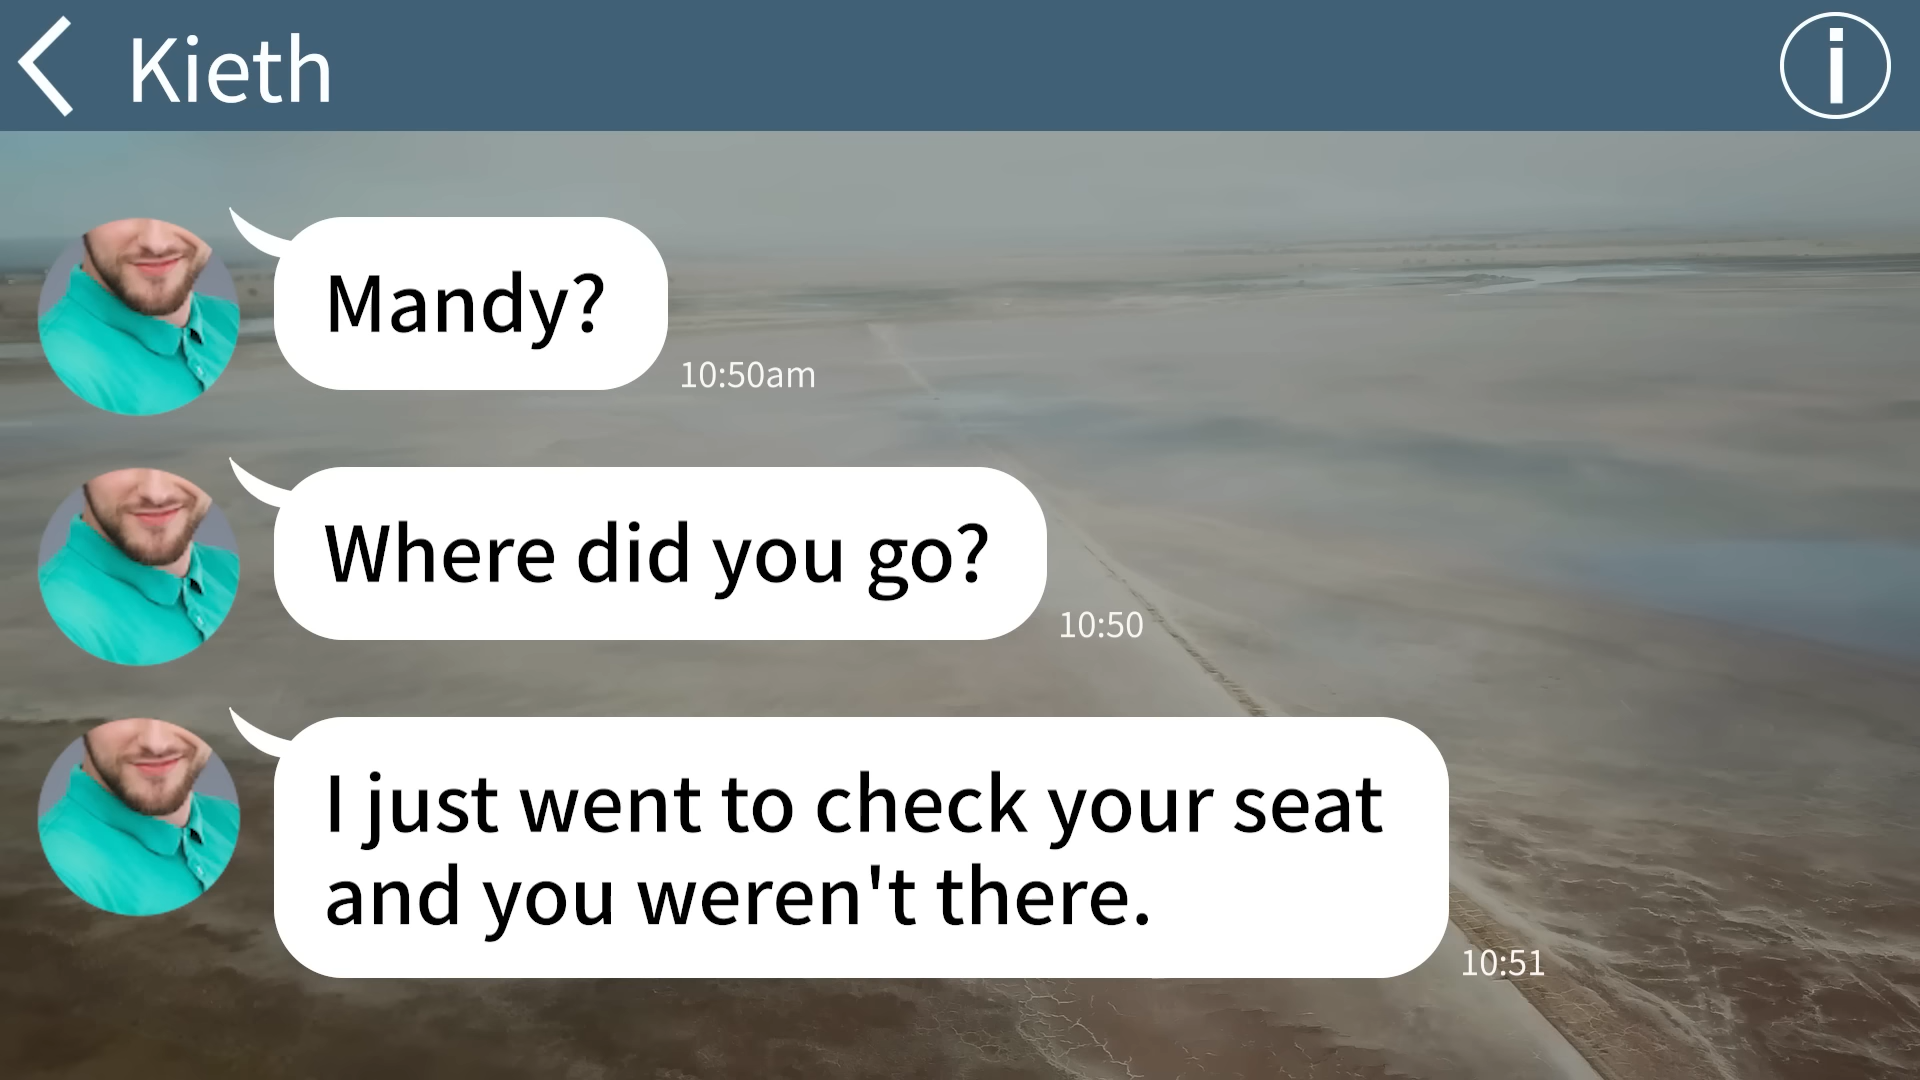 Kieth
i
Mandy?
10:50am
Where did you go?
10:50
I just went to check your seat
and you weren't there.
10:51